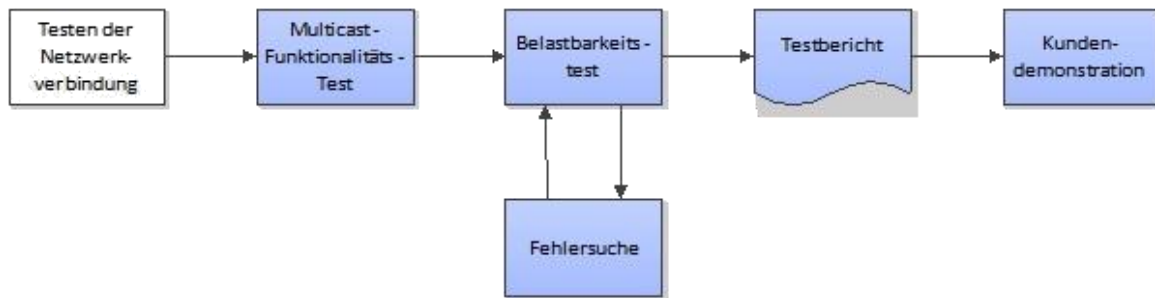 Testen der
Netzwerk-
verbindung
Multicast -
Funktionalitäts -
Test
Belastbarkeits -
test
Testbericht
Kunden-
demonstration
Fehlersuche